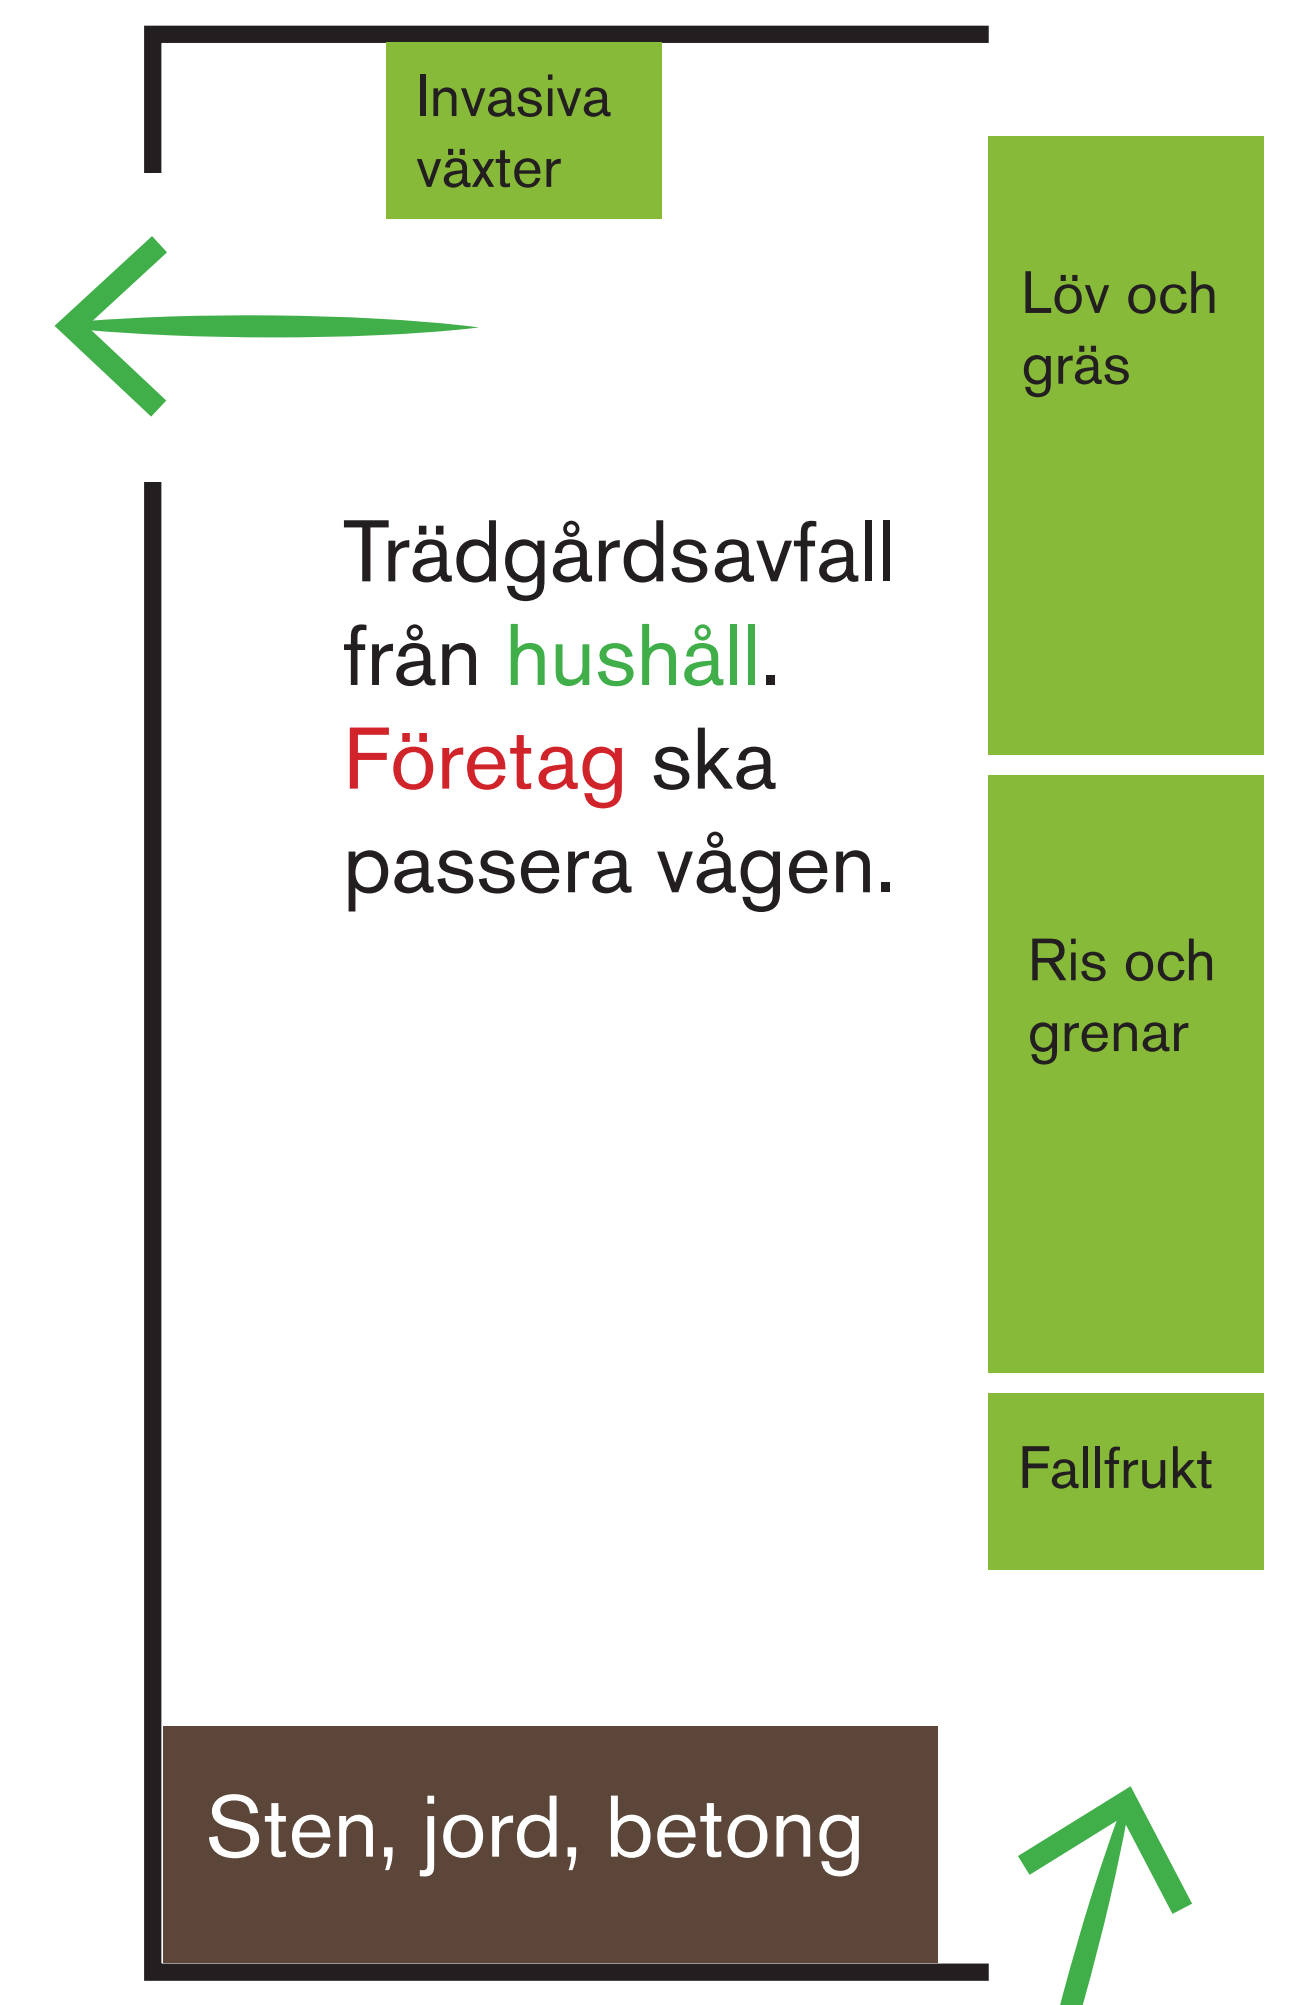 Invasiva
växter
Löv och
gräs
Trädgårdsavfall
från hushåll.
Företag ska
passera vågen.
Ris och
grenar
Fallfrukt
Sten, jord, betong